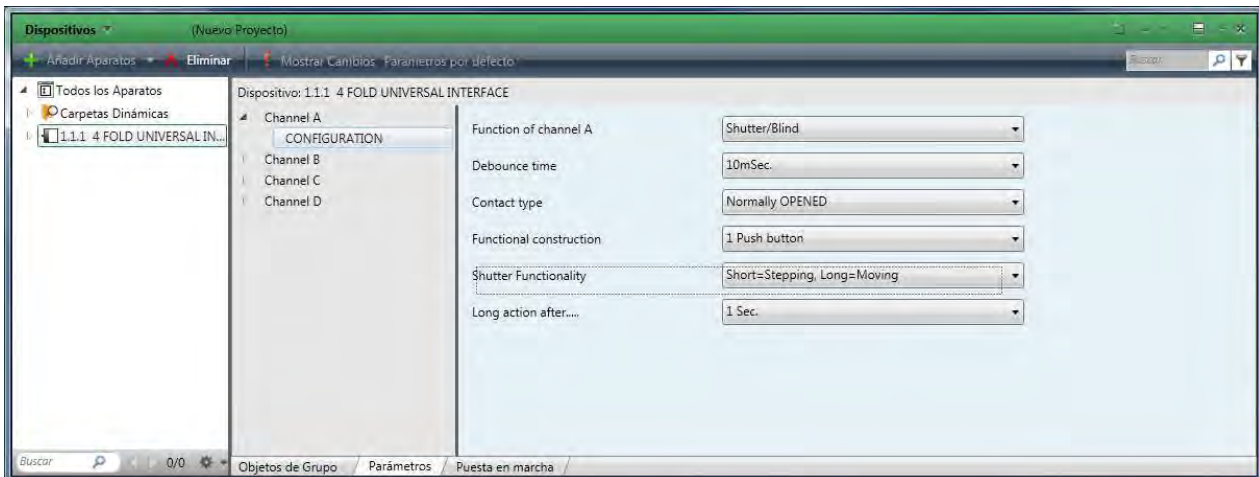 Dispositivos (Nuevo Proyecto)
Añadir Aparatos Eliminar Mostrar Cambios Parametros por defecto Buscar
Todos los Aparatos
Carpetas Dinámicas
1.1.1 4 FOLD UNIVERSAL IN...
Dispositivo: 1.1.1 4 FOLD UNIVERSAL INTERFACE
Channel A
CONFIGURATION
Channel B
Channel C
Channel D
Function of channel A Shutter/Blind
Debounce time 10mSec.
Contact type Normally OPENED
Functional construction 1 Push button
Shutter Functionality Short=Stepping, Long=Moving
Long action after..... 1 Sec.
Buscar 0/0
Objetos de Grupo Parámetros Puesta en marcha